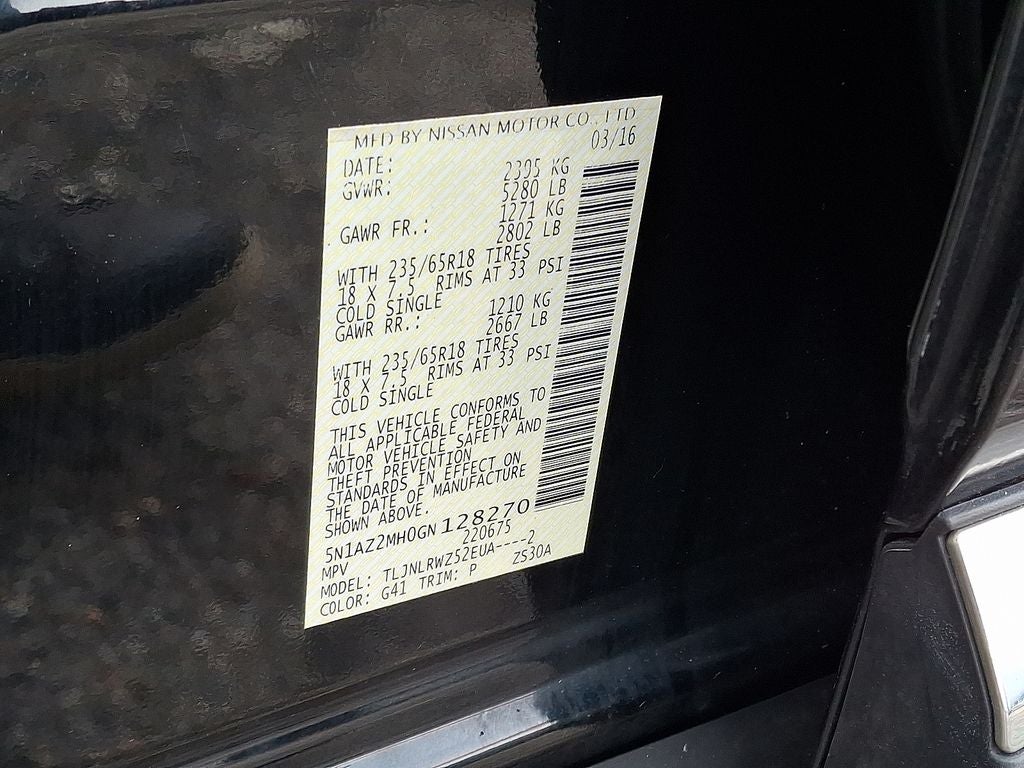 MFD BY NISSAN MOTOR CO., LTD
DATE: 03/16
GVWR: 2395 KG
5280 LB
GAWR FR.: 1271 KG
2802 LB
WITH 235/65R18 TIRES
18 X 7.5 RIMS AT 33 PSI
COLD SINGLE
GAWR RR.: 1210 KG
2667 LB
WITH 235/65R18 TIRES
18 X 7.5 RIMS AT 33 PSI
COLD SINGLE
THIS VEHICLE CONFORMS TO
ALL APPLICABLE FEDERAL
MOTOR VEHICLE SAFETY AND
THEFT PREVENTION
STANDARDS IN EFFECT ON
THE DATE OF MANUFACTURE
SHOWN ABOVE.
5N1AZ2MH0GN128270
MPV 220675
MODEL: TLJNLRWZ52EUA----2
COLOR: G41 TRIM: P ZS30A